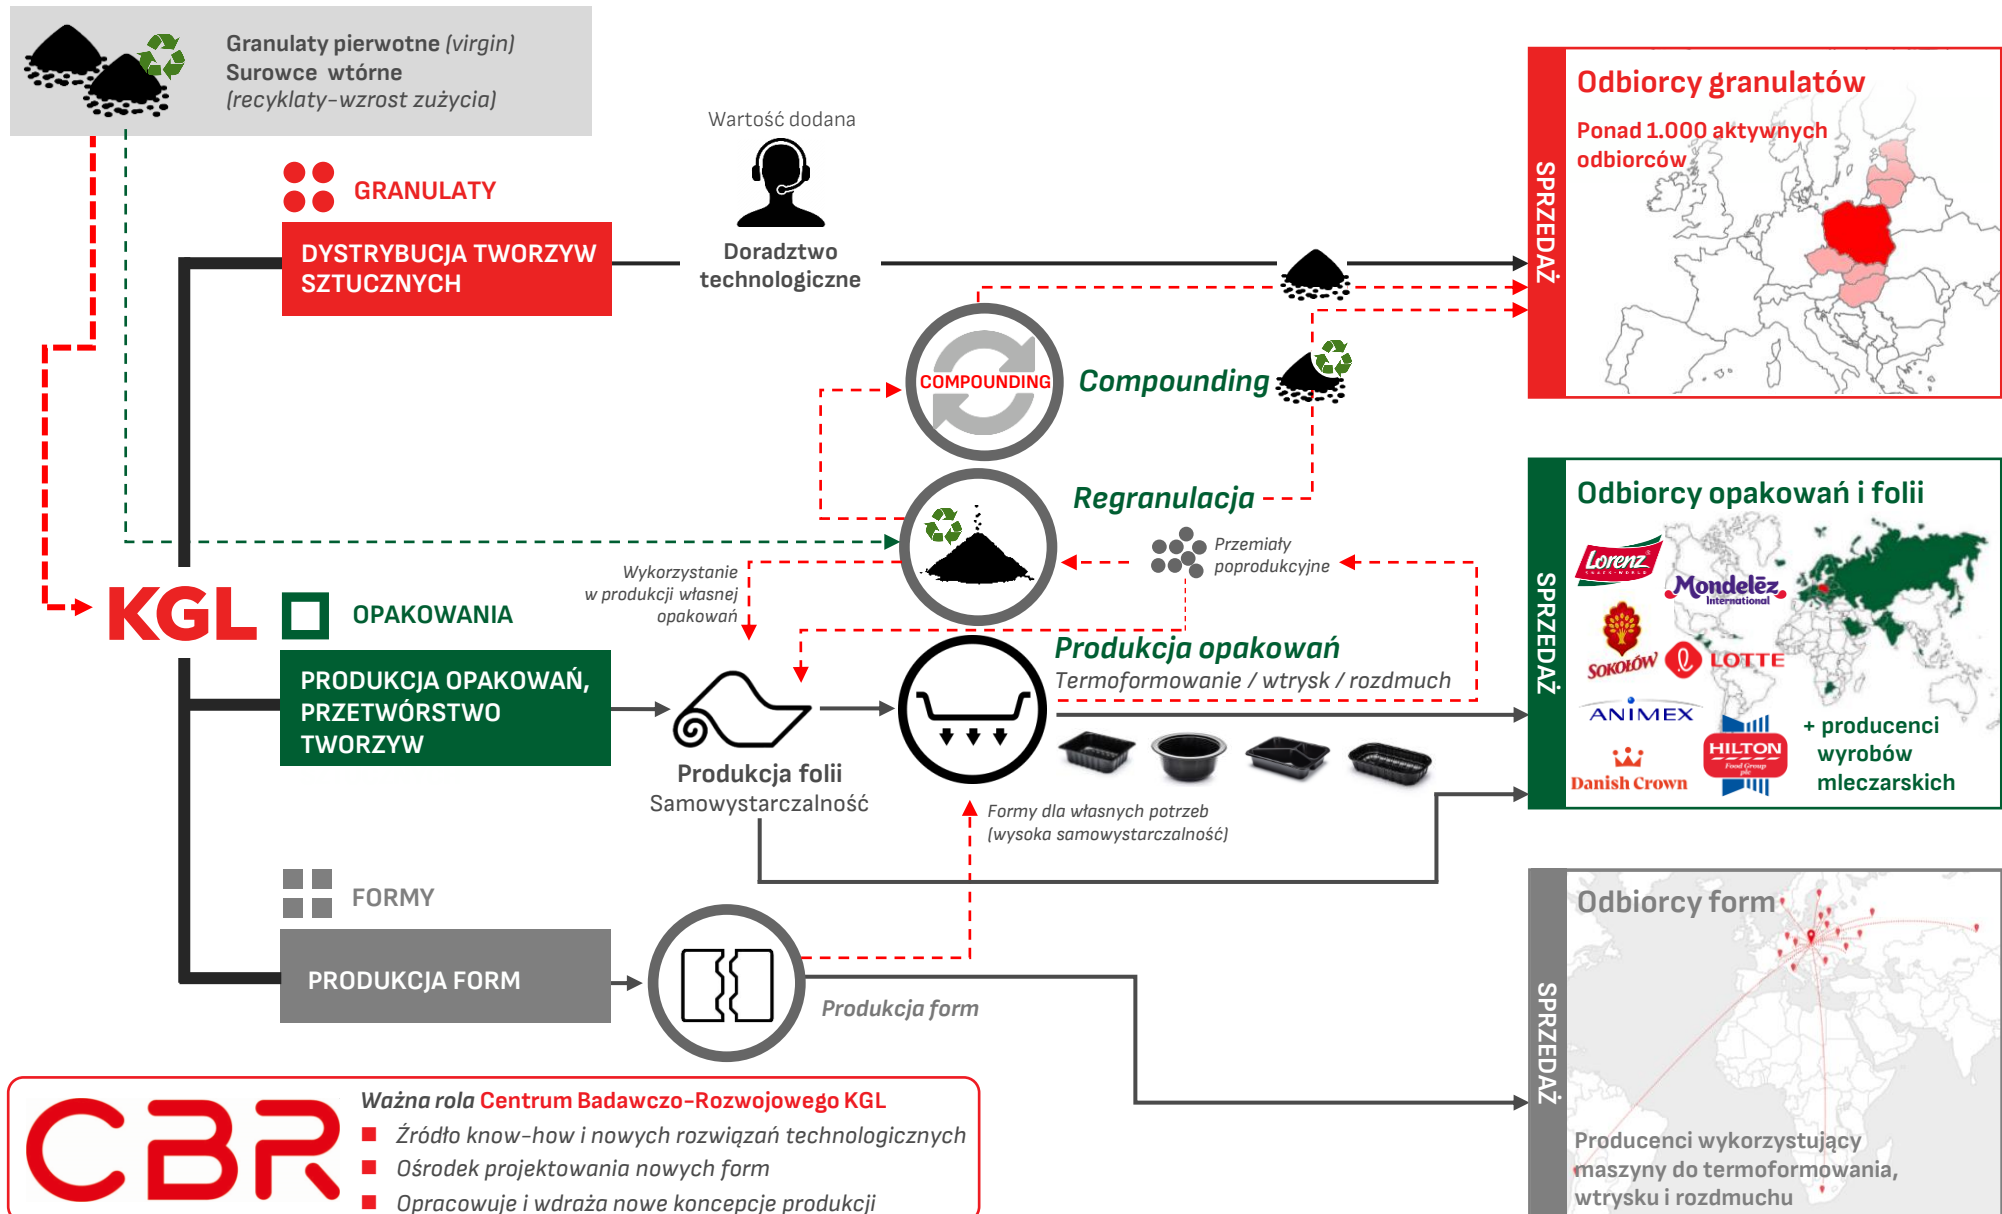 Granulaty pierwotne (virgin)
Surowce wtórne
(recyklaty-wzrost zużycia)
Wartość dodana
Doradztwo
technologiczne
GRANULATY
DYSTRYBUCJA TWORZYW
SZTUCZNYCH
SPRZEDAŻ
Odbiorcy granulatów
Ponad 1.000 aktywnych
odbiorców
COMPOUNDING
Compounding
Regranulacja
Przemiały
poprodukcyjne
Wykorzystanie
w produkcji własnej
opakowań
KGL
OPAKOWANIA
PRODUKCJA OPAKOWAŃ,
PRZETWÓRSTWO
TWORZYW
Produkcja folii
Samowystarczalność
Produkcja opakowań
Termoformowanie / wtrysk / rozdmuch
Formy dla własnych potrzeb
(wysoka samowystarczalność)
SPRZEDAŻ
Odbiorcy opakowań i folii
Lorenz
SNACK-WORLD
Mondelēz
International
SOKOŁÓW
LOTTE
ANIMEX
HILTON
Food Group
plc
Danish Crown
+ producenci
wyrobów
mleczarskich
FORMY
PRODUKCJA FORM
Produkcja form
SPRZEDAŻ
Odbiorcy form
Producenci wykorzystujący
maszyny do termoformowania,
wtrysku i rozdmuchu
CBR
Ważna rola Centrum Badawczo-Rozwojowego KGL
Źródło know-how i nowych rozwiązań technologicznych
Ośrodek projektowania nowych form
Opracowuje i wdraża nowe koncepcje produkcji